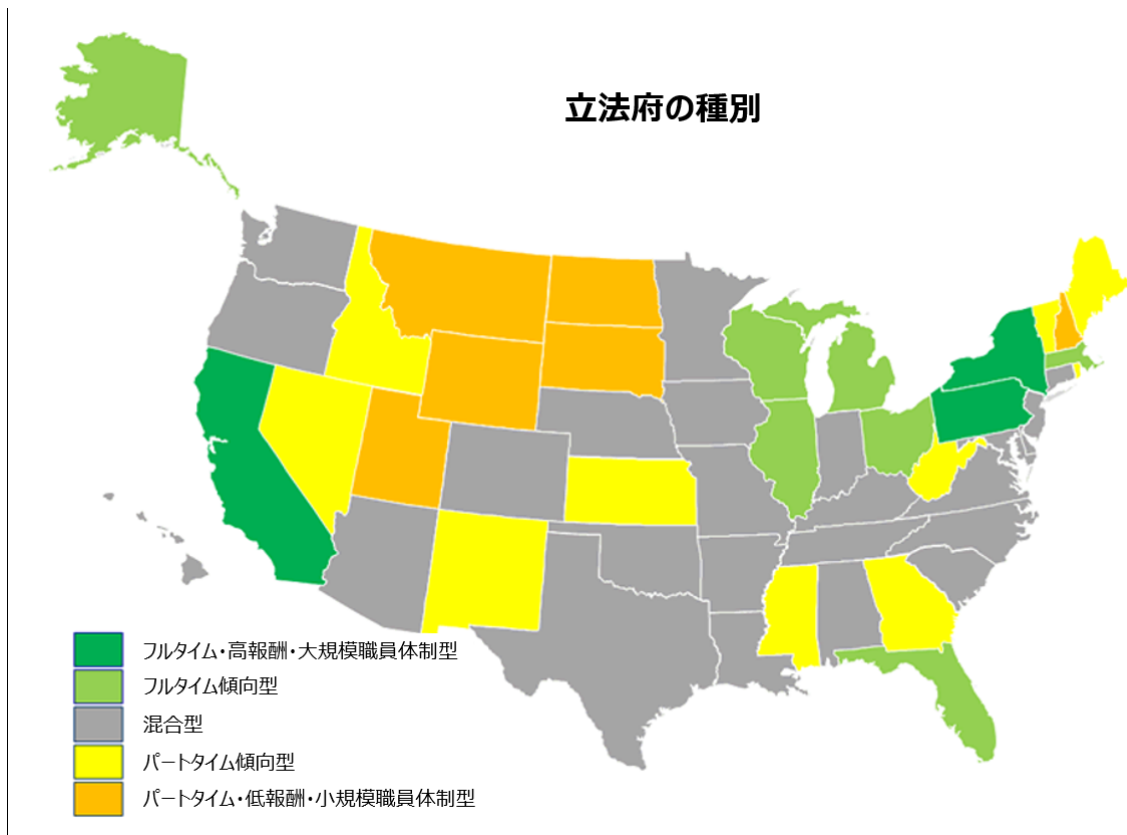 立法府の種別
フルタイム・高報酬・大規模職員体制型
フルタイム傾向型
混合型
パートタイム傾向型
パートタイム・低報酬・小規模職員体制型